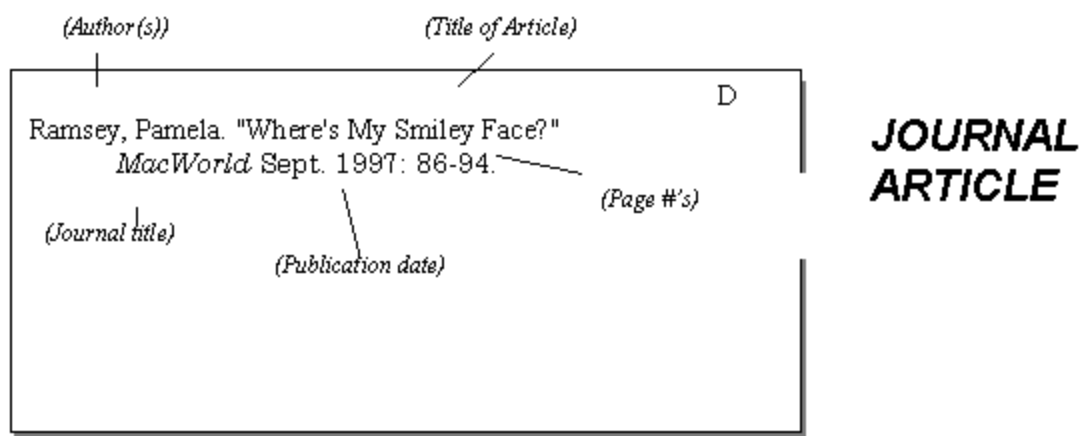 (Author(s))
(Title of Article)
D
Ramsey, Pamela. "Where's My Smiley Face?"
MacWorld Sept. 1997: 86-94.
(Page #'s)
(Journal title)
(Publication date)
JOURNAL
ARTICLE